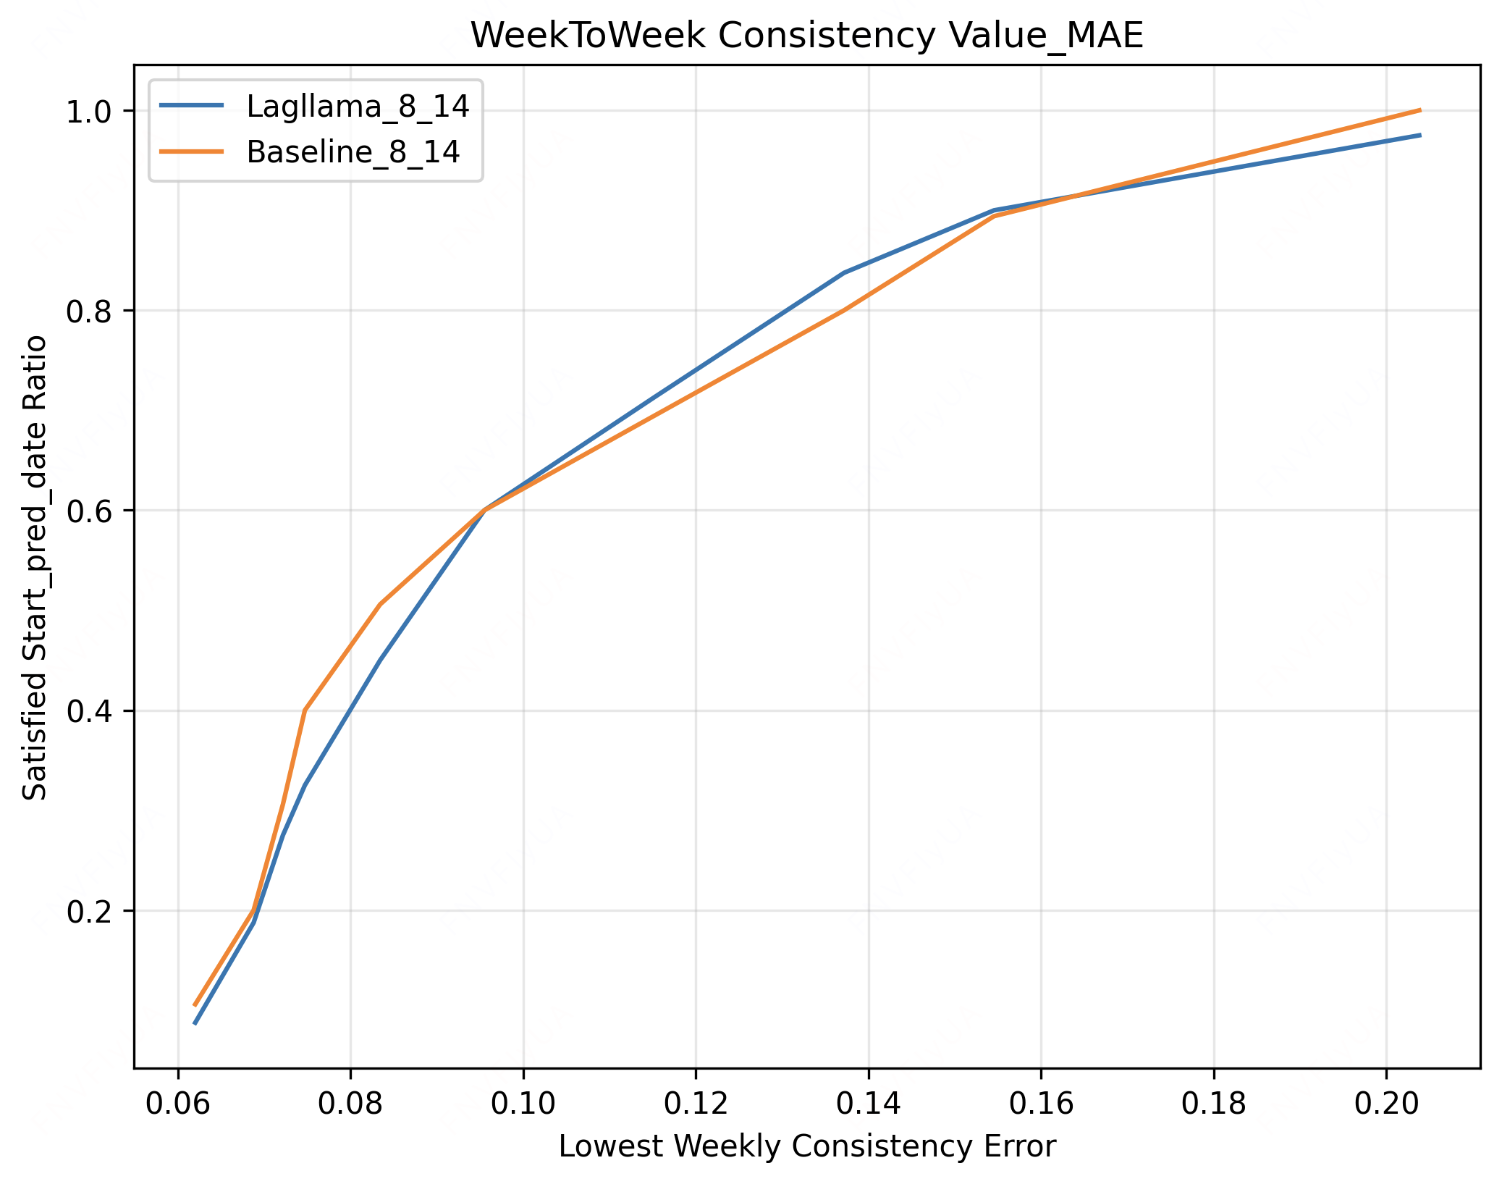 WeekToWeek Consistency Value_MAE
Lagllama_8_14
Baseline_8_14
Satisfied Start_pred_date Ratio
1.0
0.8
0.6
0.4
0.2
0.06 0.08 0.10 0.12 0.14 0.16 0.18 0.20
Lowest Weekly Consistency Error